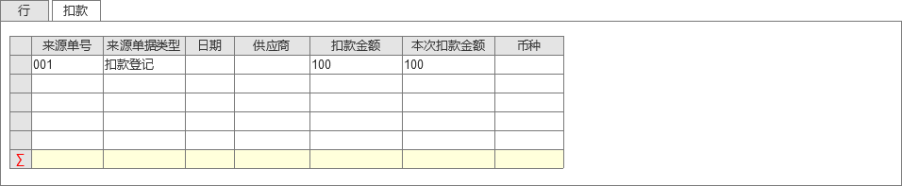 行 扣款
来源单号 来源单据类型 日期 供应商 扣款金额 本次扣款金额 币种
001 扣款登记 100 100
∑